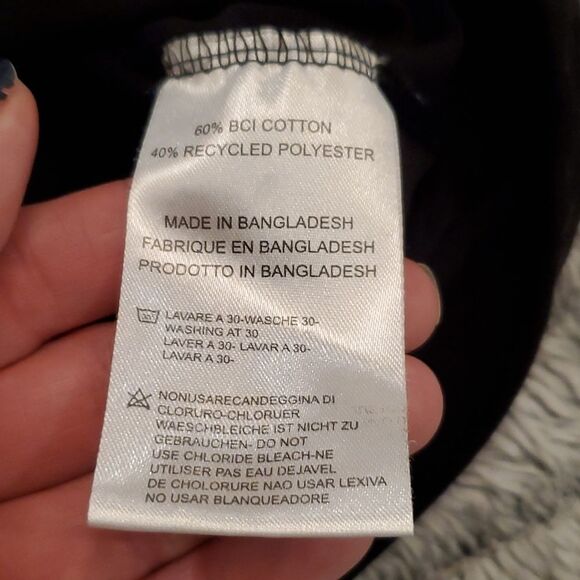 60% BCI COTTON
40% RECYCLED POLYESTER
MADE IN BANGLADESH
FABRIQUE EN BANGLADESH
PRODOTTO IN BANGLADESH
LAVARE A 30-WASCHE 30-
WASHING AT 30
LAVER A 30- LAVAR A 30-
LAVAR A 30-
NONUSARECANDEGGINA DI
CLORURO-CHLORUER
WAESCHBLEICHE IST NICHT ZU
GEBRAUCHEN- DO NOT
USE CHLORIDE BLEACH-NE
UTILISER PAS EAU DEJAVEL
DE CHOLORURE NAO USAR LEXIVA
NO USAR BLANQUEADORE